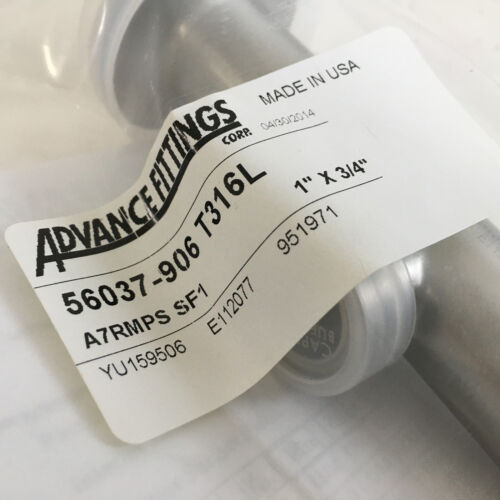 ADVANCE FITTINGS
CORP.
MADE IN USA
04/30/2014
56037-906 T316L
1" X 3/4"
A7RMPS SF1
951971
YU159506
E112077